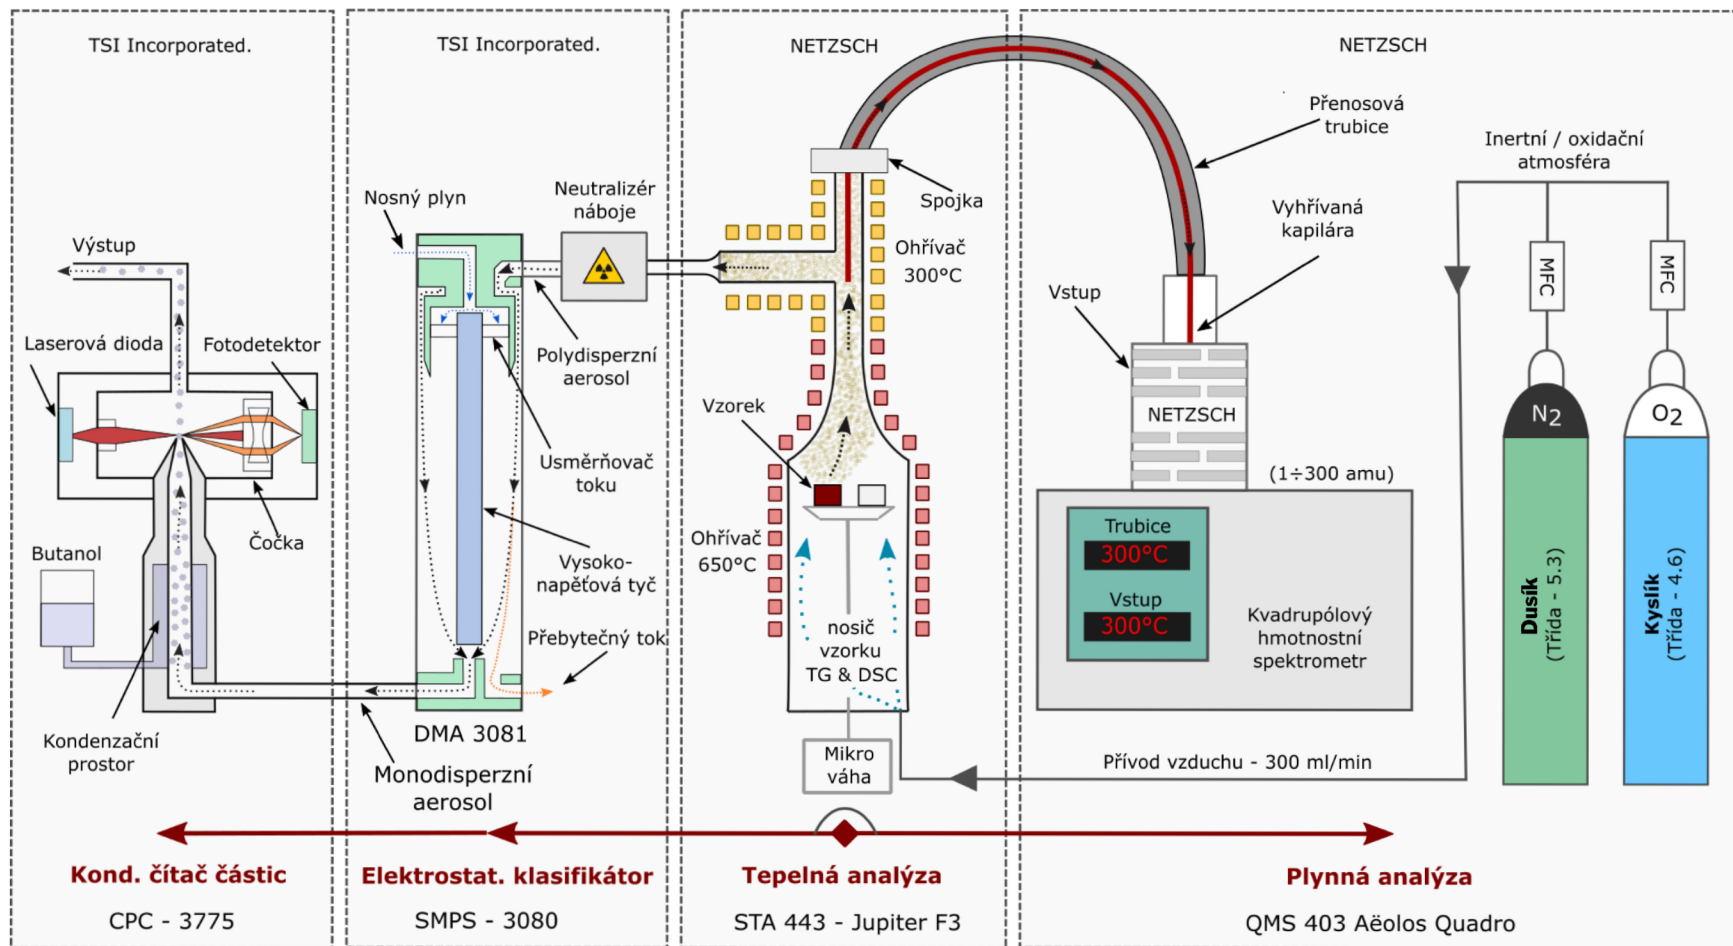 TSI Incorporated.
Výstup
Laserová dioda
Fotodetektor
Čočka
Butanol
Kondenzační
prostor
Kond. čítač částic
CPC - 3775
TSI Incorporated.
Nosný plyn
Neutralizér
náboje
Polydisperzní
aerosol
Usměrňovač
toku
Vysoko-
napěťová tyč
Přebytečný tok
DMA 3081
Monodisperzní
aerosol
Elektrostat. klasifikátor
SMPS - 3080
NETZSCH
Spojka
Ohřívač
300°C
Vzorek
Ohřívač
650°C
nosič
vzorku
TG & DSC
Mikro
váha
Tepelná analýza
STA 443 - Jupiter F3
NETZSCH
Přenosová
trubice
Inertní / oxidační
atmosféra
Vyhřívaná
kapilára
Vstup
MFC
MFC
NETZSCH
(1÷300 amu)
N2
O2
Trubice
300°C
Vstup
300°C
Kvadrupólový
hmotnostní
spektrometr
Dusík
(Třída - 5.3)
Kyslík
(Třída - 4.6)
Přívod vzduchu - 300 ml/min
Plynná analýza
QMS 403 Aëolos Quadro